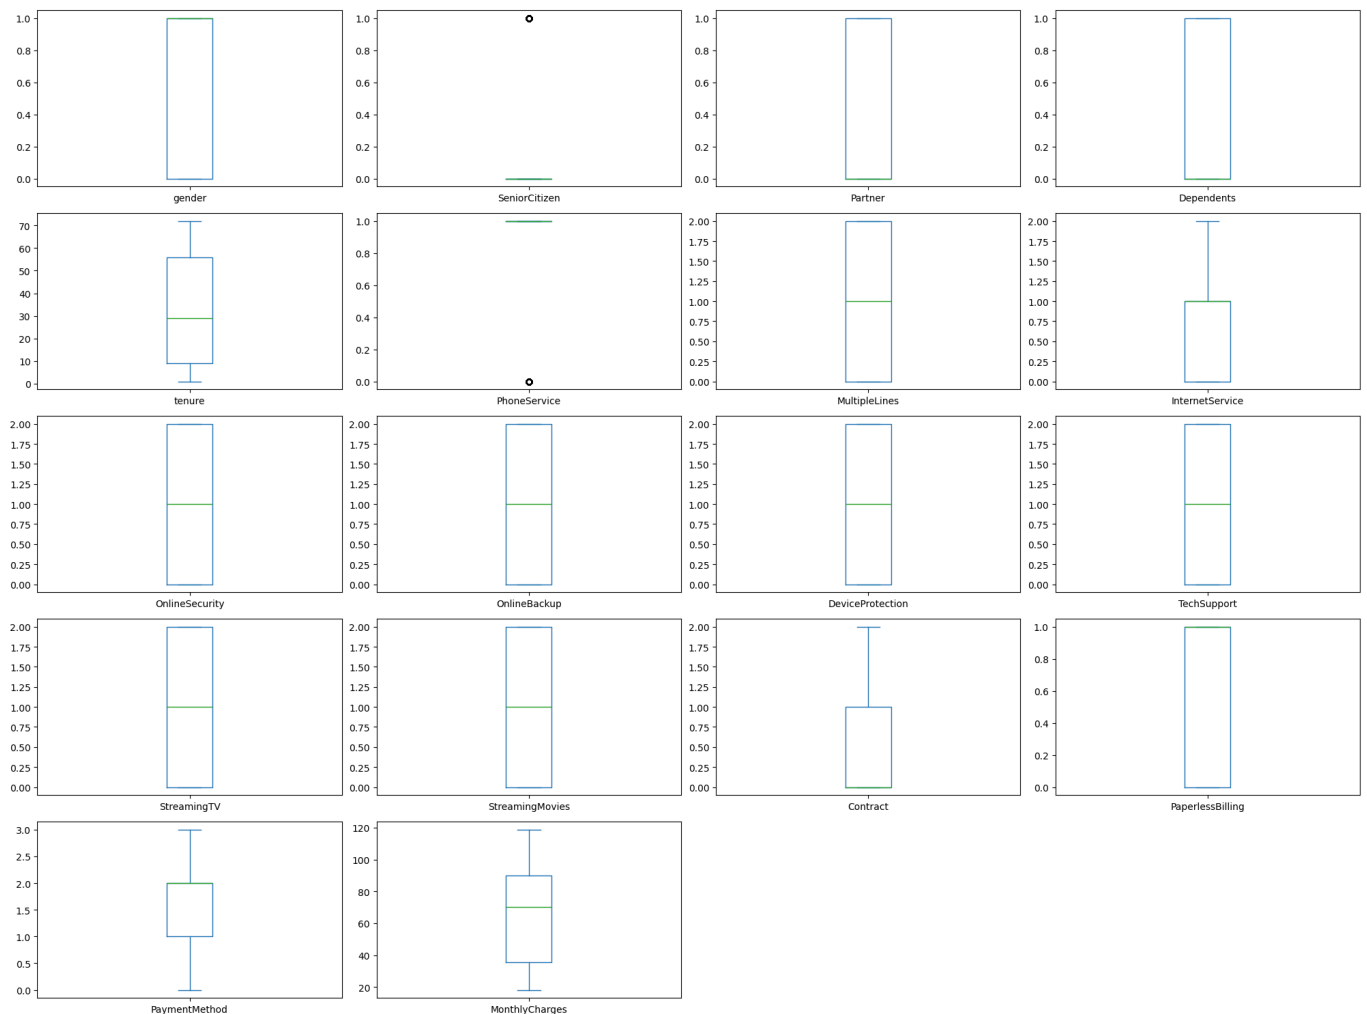 1.0 1.0 1.0 1.0
0.8 0.8 0.8 0.8
0.6 0.6 0.6 0.6
0.4 0.4 0.4 0.4
0.2 0.2 0.2 0.2
0.0 0.0 0.0 0.0
gender SeniorCitizen Partner Dependents
70 1.0 2.00 2.00
60 0.8 1.75 1.75
50 0.6 1.50 1.50
40 0.4 1.25 1.25
30 0.2 1.00 1.00
20 0.0 0.75 0.75
10 0.50 0.50
0 0.25 0.25
0.00 0.00
tenure PhoneService MultipleLines InternetService
2.00 2.00 2.00 2.00
1.75 1.75 1.75 1.75
1.50 1.50 1.50 1.50
1.25 1.25 1.25 1.25
1.00 1.00 1.00 1.00
0.75 0.75 0.75 0.75
0.50 0.50 0.50 0.50
0.25 0.25 0.25 0.25
0.00 0.00 0.00 0.00
OnlineSecurity OnlineBackup DeviceProtection TechSupport
2.00 2.00 2.00 1.0
1.75 1.75 1.75 0.8
1.50 1.50 1.50 0.6
1.25 1.25 1.25 0.4
1.00 1.00 1.00 0.2
0.75 0.75 0.75 0.0
0.50 0.50 0.50
0.25 0.25 0.25
0.00 0.00 0.00
StreamingTV StreamingMovies Contract PaperlessBilling
3.0 120
2.5 100
2.0 80
1.5 60
1.0 40
0.5 20
0.0
PaymentMethod MonthlyCharges